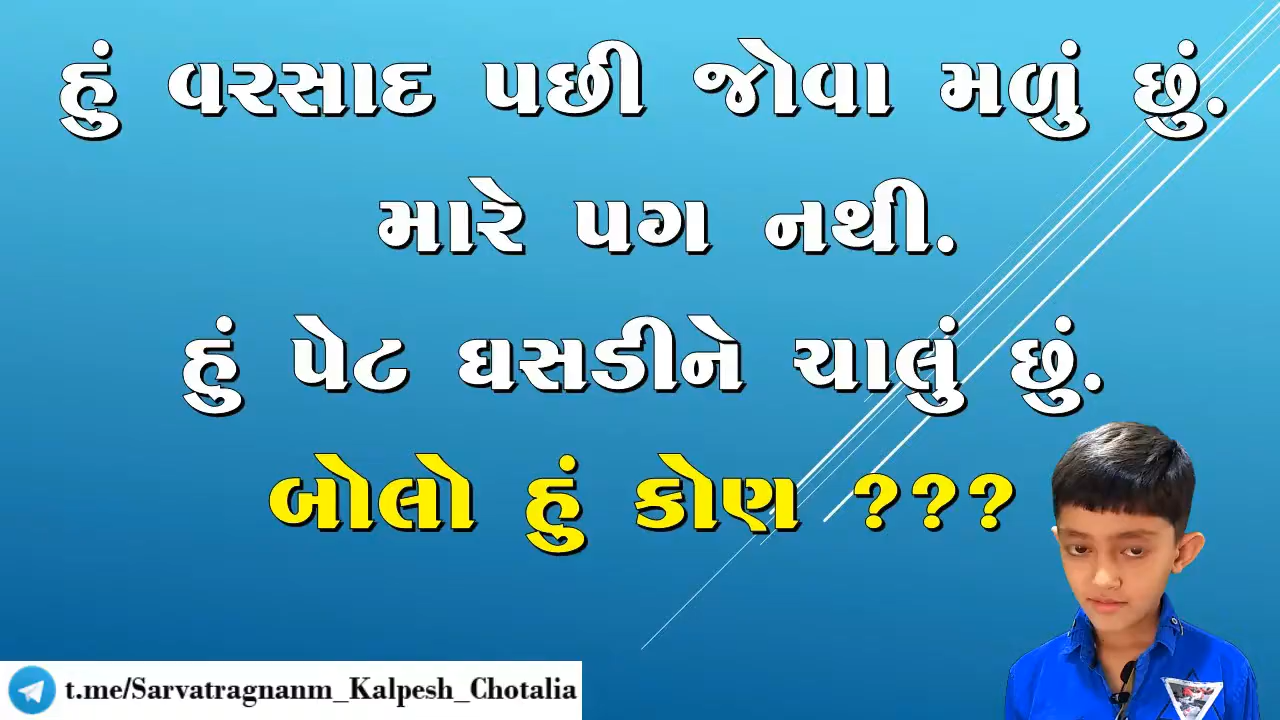 હું વરસાદ પછી જોવા મળું છું.
મારે પગ નથી.
હું પેટ ઘસડીને ચાલું છું.
બોલો હું કોણ ???
t.me/Sarvatragnanm_Kalpesh_Chotalia